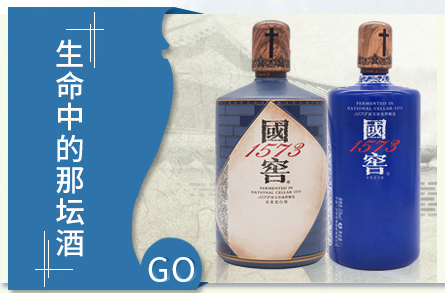 生命中的那坛酒
GO
國
1573
窖
FERMENTED IN
NATIONAL CELLAR 1573
FERMENTED IN
NATIONAL CELLAR 1573
國
1573
窖